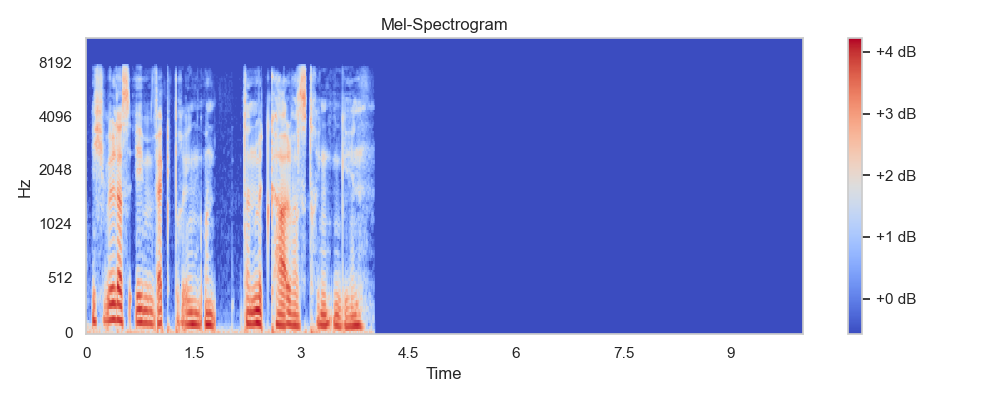 Mel-Spectrogram
8192
4096
2048
1024
512
0
Hz
0 1.5 3 4.5 6 7.5 9
Time
+4 dB
+3 dB
+2 dB
+1 dB
+0 dB